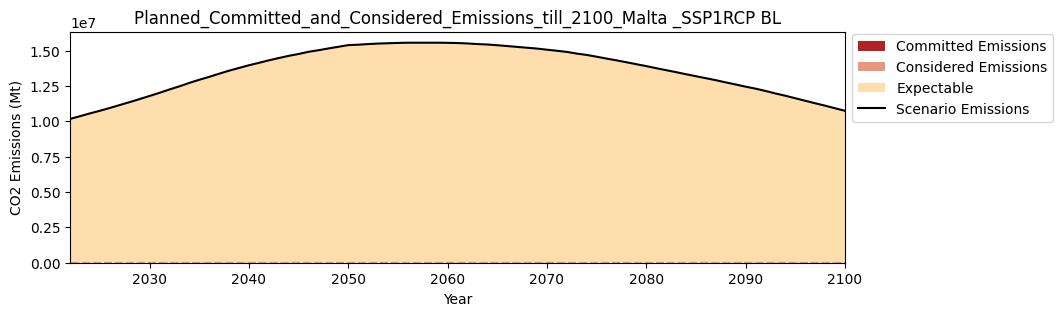 Planned_Committed_and_Considered_Emissions_till_2100_Malta _SSP1RCP BL
1e7
1.50
1.25
1.00
0.75
0.50
0.25
0.00
CO2 Emissions (Mt)
2030 2040 2050 2060 2070 2080 2090 2100
Year
Committed Emissions
Considered Emissions
Expectable
Scenario Emissions